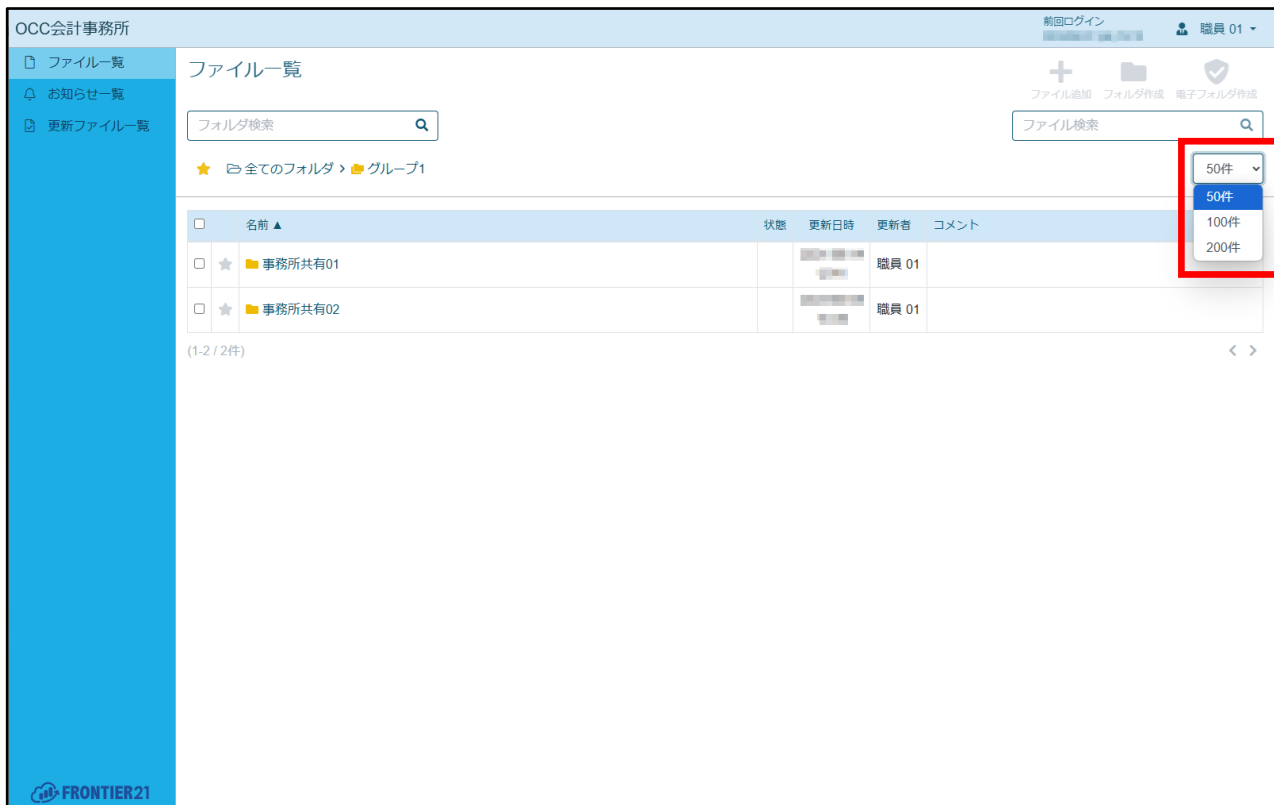 OCC会計事務所
前回ログイン
職員 01
ファイル一覧
お知らせ一覧
更新ファイル一覧
ファイル一覧
ファイル追加 フォルダ作成 電子フォルダ作成
フォルダ検索
ファイル検索
全てのフォルダ > グループ1
50件
50件
100件
200件
名前 ▲ 状態 更新日時 更新者 コメント
事務所共有01 職員 01
事務所共有02 職員 01
(1-2 / 2件)
< >
FRONTIER21